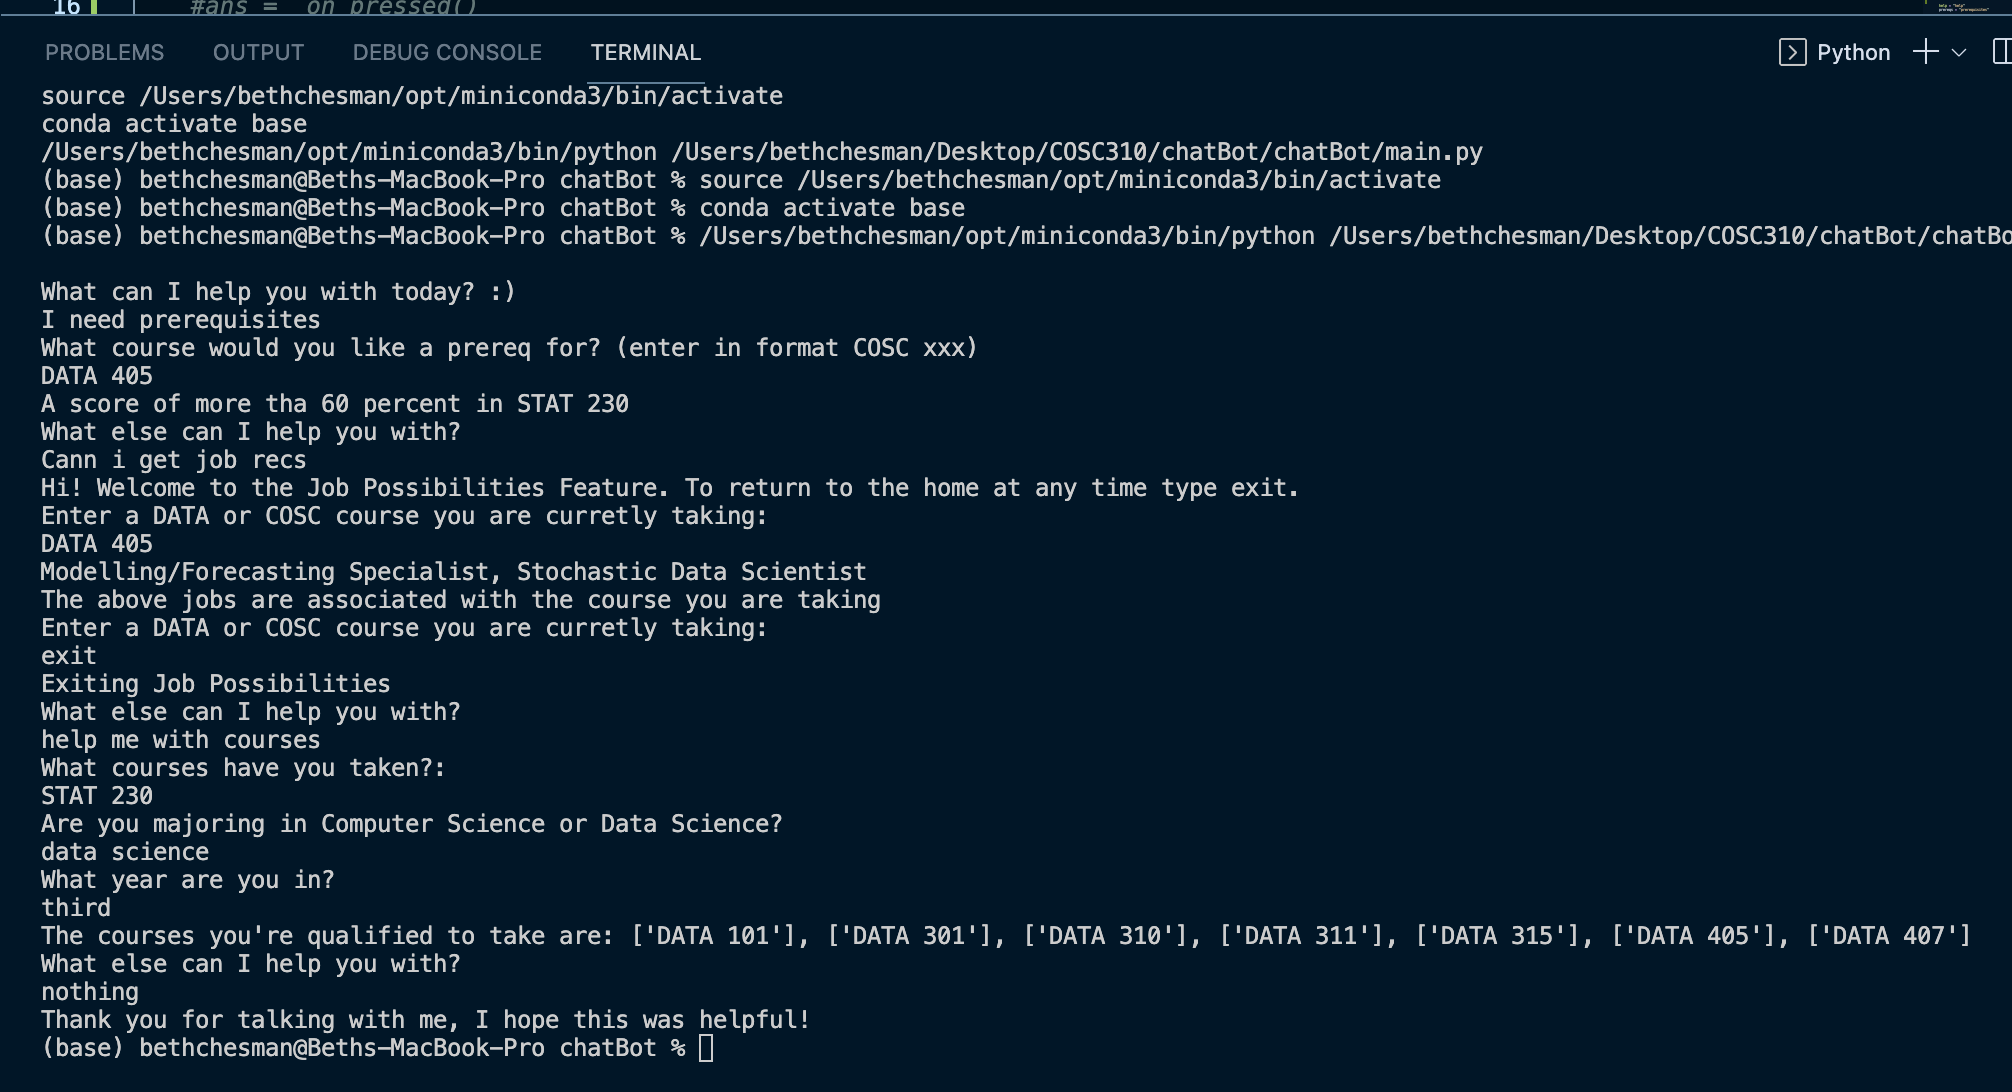 16 #ans = on_pressed()
PROBLEMS OUTPUT DEBUG CONSOLE TERMINAL Python
source /Users/bethchesman/opt/miniconda3/bin/activate
conda activate base
/Users/bethchesman/opt/miniconda3/bin/python /Users/bethchesman/Desktop/COSC310/chatBot/chatBot/main.py
(base) bethchesman@Beths-MacBook-Pro chatBot % source /Users/bethchesman/opt/miniconda3/bin/activate
(base) bethchesman@Beths-MacBook-Pro chatBot % conda activate base
(base) bethchesman@Beths-MacBook-Pro chatBot % /Users/bethchesman/opt/miniconda3/bin/python /Users/bethchesman/Desktop/COSC310/chatBot/chatBo
What can I help you with today? :)
I need prerequisites
What course would you like a prereq for? (enter in format COSC xxx)
DATA 405
A score of more tha 60 percent in STAT 230
What else can I help you with?
Cann i get job recs
Hi! Welcome to the Job Possibilities Feature. To return to the home at any time type exit.
Enter a DATA or COSC course you are curretly taking:
DATA 405
Modelling/Forecasting Specialist, Stochastic Data Scientist
The above jobs are associated with the course you are taking
Enter a DATA or COSC course you are curretly taking:
exit
Exiting Job Possibilities
What else can I help you with?
help me with courses
What courses have you taken?:
STAT 230
Are you majoring in Computer Science or Data Science?
data science
What year are you in?
third
The courses you're qualified to take are: ['DATA 101'], ['DATA 301'], ['DATA 310'], ['DATA 311'], ['DATA 315'], ['DATA 405'], ['DATA 407']
What else can I help you with?
nothing
Thank you for talking with me, I hope this was helpful!
(base) bethchesman@Beths-MacBook-Pro chatBot %